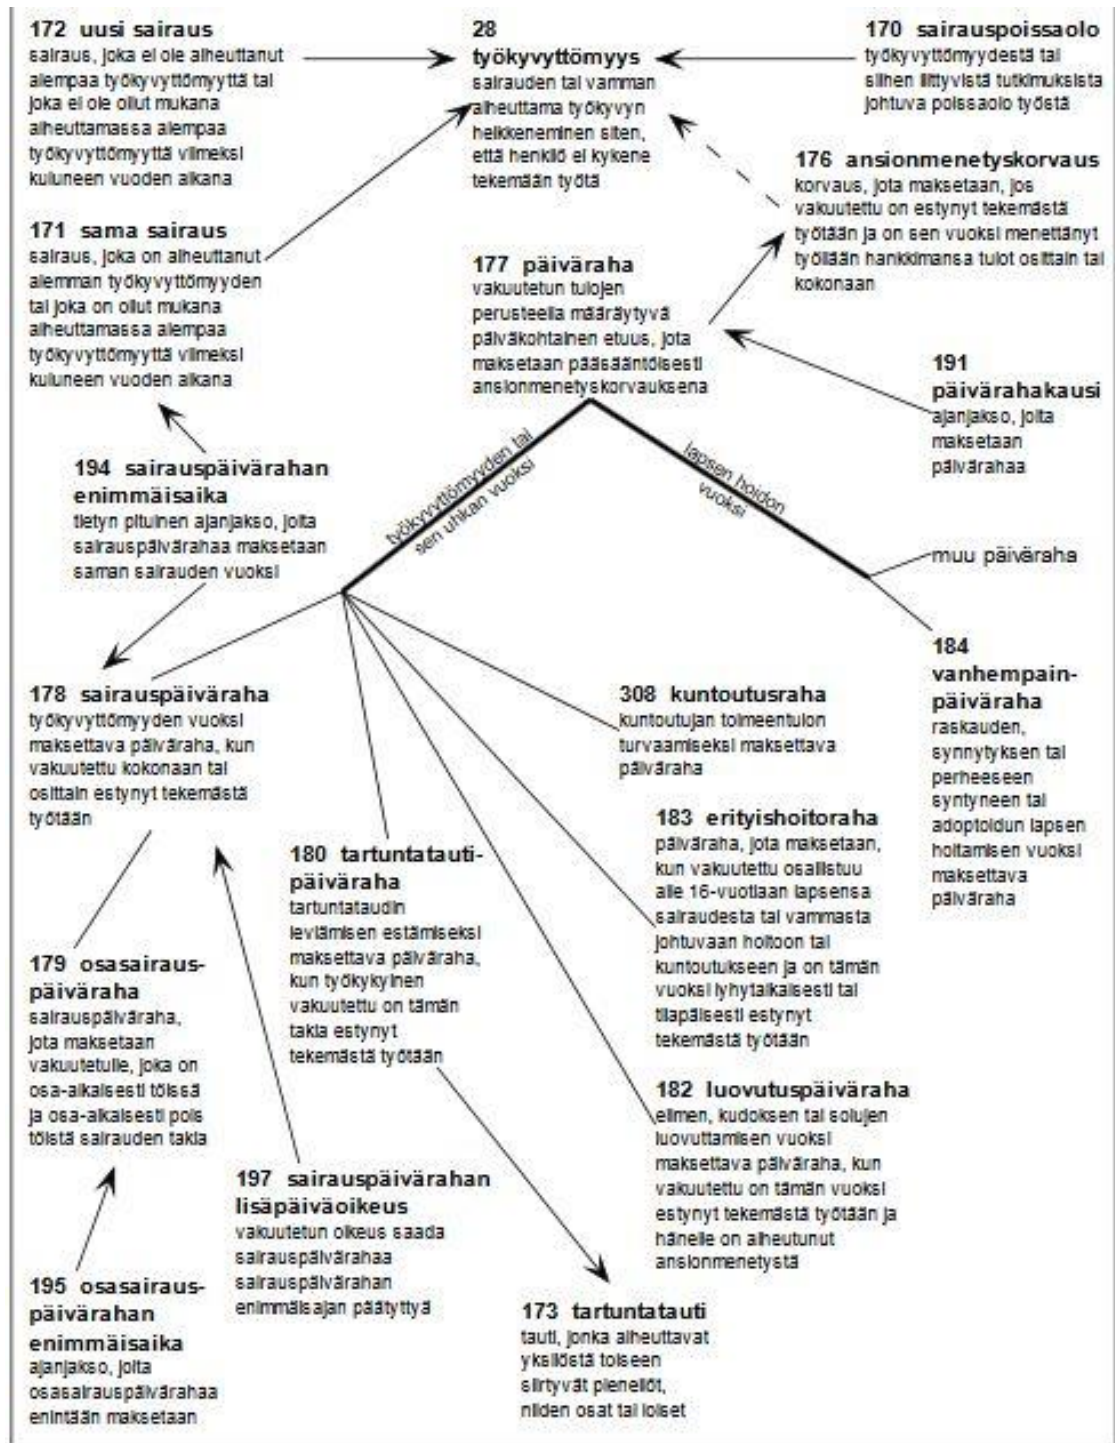 172 uusi sairaus
sairaus, joka ei ole aiheuttanut
aiempaa työkyvyttömyyttä tai
joka ei ole ollut mukana
aiheuttamassa aiempaa
työkyvyttömyyttä viimeksi
kuluneen vuoden aikana
28
työkyvyttömyys
sairauden tai vamman
aiheuttama työkyvyn
heikkeneminen siten,
että henkilö ei kykene
tekemään työtä
170 sairauspoissaolo
työkyvyttömyydestä tai
siihen liittyvistä tutkimuksista
johtuva poissaolo työstä
176 ansionmenetyskorvaus
korvaus, jota maksetaan, jos
vakuutettu on estynyt tekemästä
työtään ja on sen vuoksi menettänyt
työllään hankkimansa tulot osittain tai
kokonaan
171 sama sairaus
sairaus, joka on aiheuttanut
aiemman työkyvyttömyyden
tai joka on ollut mukana
aiheuttamassa aiempaa
työkyvyttömyyttä viimeksi
kuluneen vuoden aikana
177 päiväraha
vakuutetun tulojen
perusteella määräytyvä
päiväkohtainen etuus, jota
maksetaan pääsääntöisesti
ansionmenetyskorvauksena
191
päivärahakausi
ajanjakso, jolta
maksetaan
päivärahaa
194 sairauspäivärahan
enimmäisaika
tietyn pituinen ajanjakso, jolta
sairauspäivärahaa maksetaan
saman sairauden vuoksi
työkyvyttömyyden tai
sen uhkan vuoksi
lapsen hoidon
vuoksi
muu päiväraha
184
vanhempain-
päiväraha
raskauden,
synnytyksen tai
perheeseen
syntyneen tai
adoptoidun lapsen
hoitamisen vuoksi
maksettava
päiväraha
178 sairauspäiväraha
työkyvyttömyyden vuoksi
maksettava päiväraha, kun
vakuutettu kokonaan tai
osittain estynyt tekemästä
työtään
308 kuntoutusraha
kuntoutujan toimeentulon
turvaamiseksi maksettava
päiväraha
183 erityishoitoraha
päiväraha, jota maksetaan,
kun vakuutettu osallistuu
alle 16-vuotiaan lapsensa
sairaudesta tai vammasta
johtuvaan hoitoon tai
kuntoutukseen ja on tämän
vuoksi lyhytaikaisesti tai
tilapäisesti estynyt
tekemästä työtään
180 tartuntatauti-
päiväraha
tartuntataudin
leviämisen estämiseksi
maksettava päiväraha,
kun työkykyinen
vakuutettu on tämän
takia estynyt
tekemästä työtään
179 osasairaus-
päiväraha
sairauspäiväraha,
jota maksetaan
vakuutetulle, joka on
osa-aikaisesti töissä
ja osa-aikaisesti pois
töistä sairauden takia
182 luovutuspäiväraha
elimen, kudoksen tai solujen
luovuttamisen vuoksi
maksettava päiväraha, kun
vakuutettu on tämän vuoksi
estynyt tekemästä työtään ja
hänelle on aiheutunut
ansionmenetystä
197 sairauspäivärahan
lisäpäiväoikeus
vakuutetun oikeus saada
sairauspäivärahaa
sairauspäivärahan
enimmäisajan päätyttyä
195 osasairaus-
päivärahan
enimmäisaika
ajanjakso, jolta
osasairauspäivärahaa
enintään maksetaan
173 tartuntatauti
tauti, jonka aiheuttavat
yksilöstä toiseen
siirtyvät pieneliöt,
niiden osat tai loiset